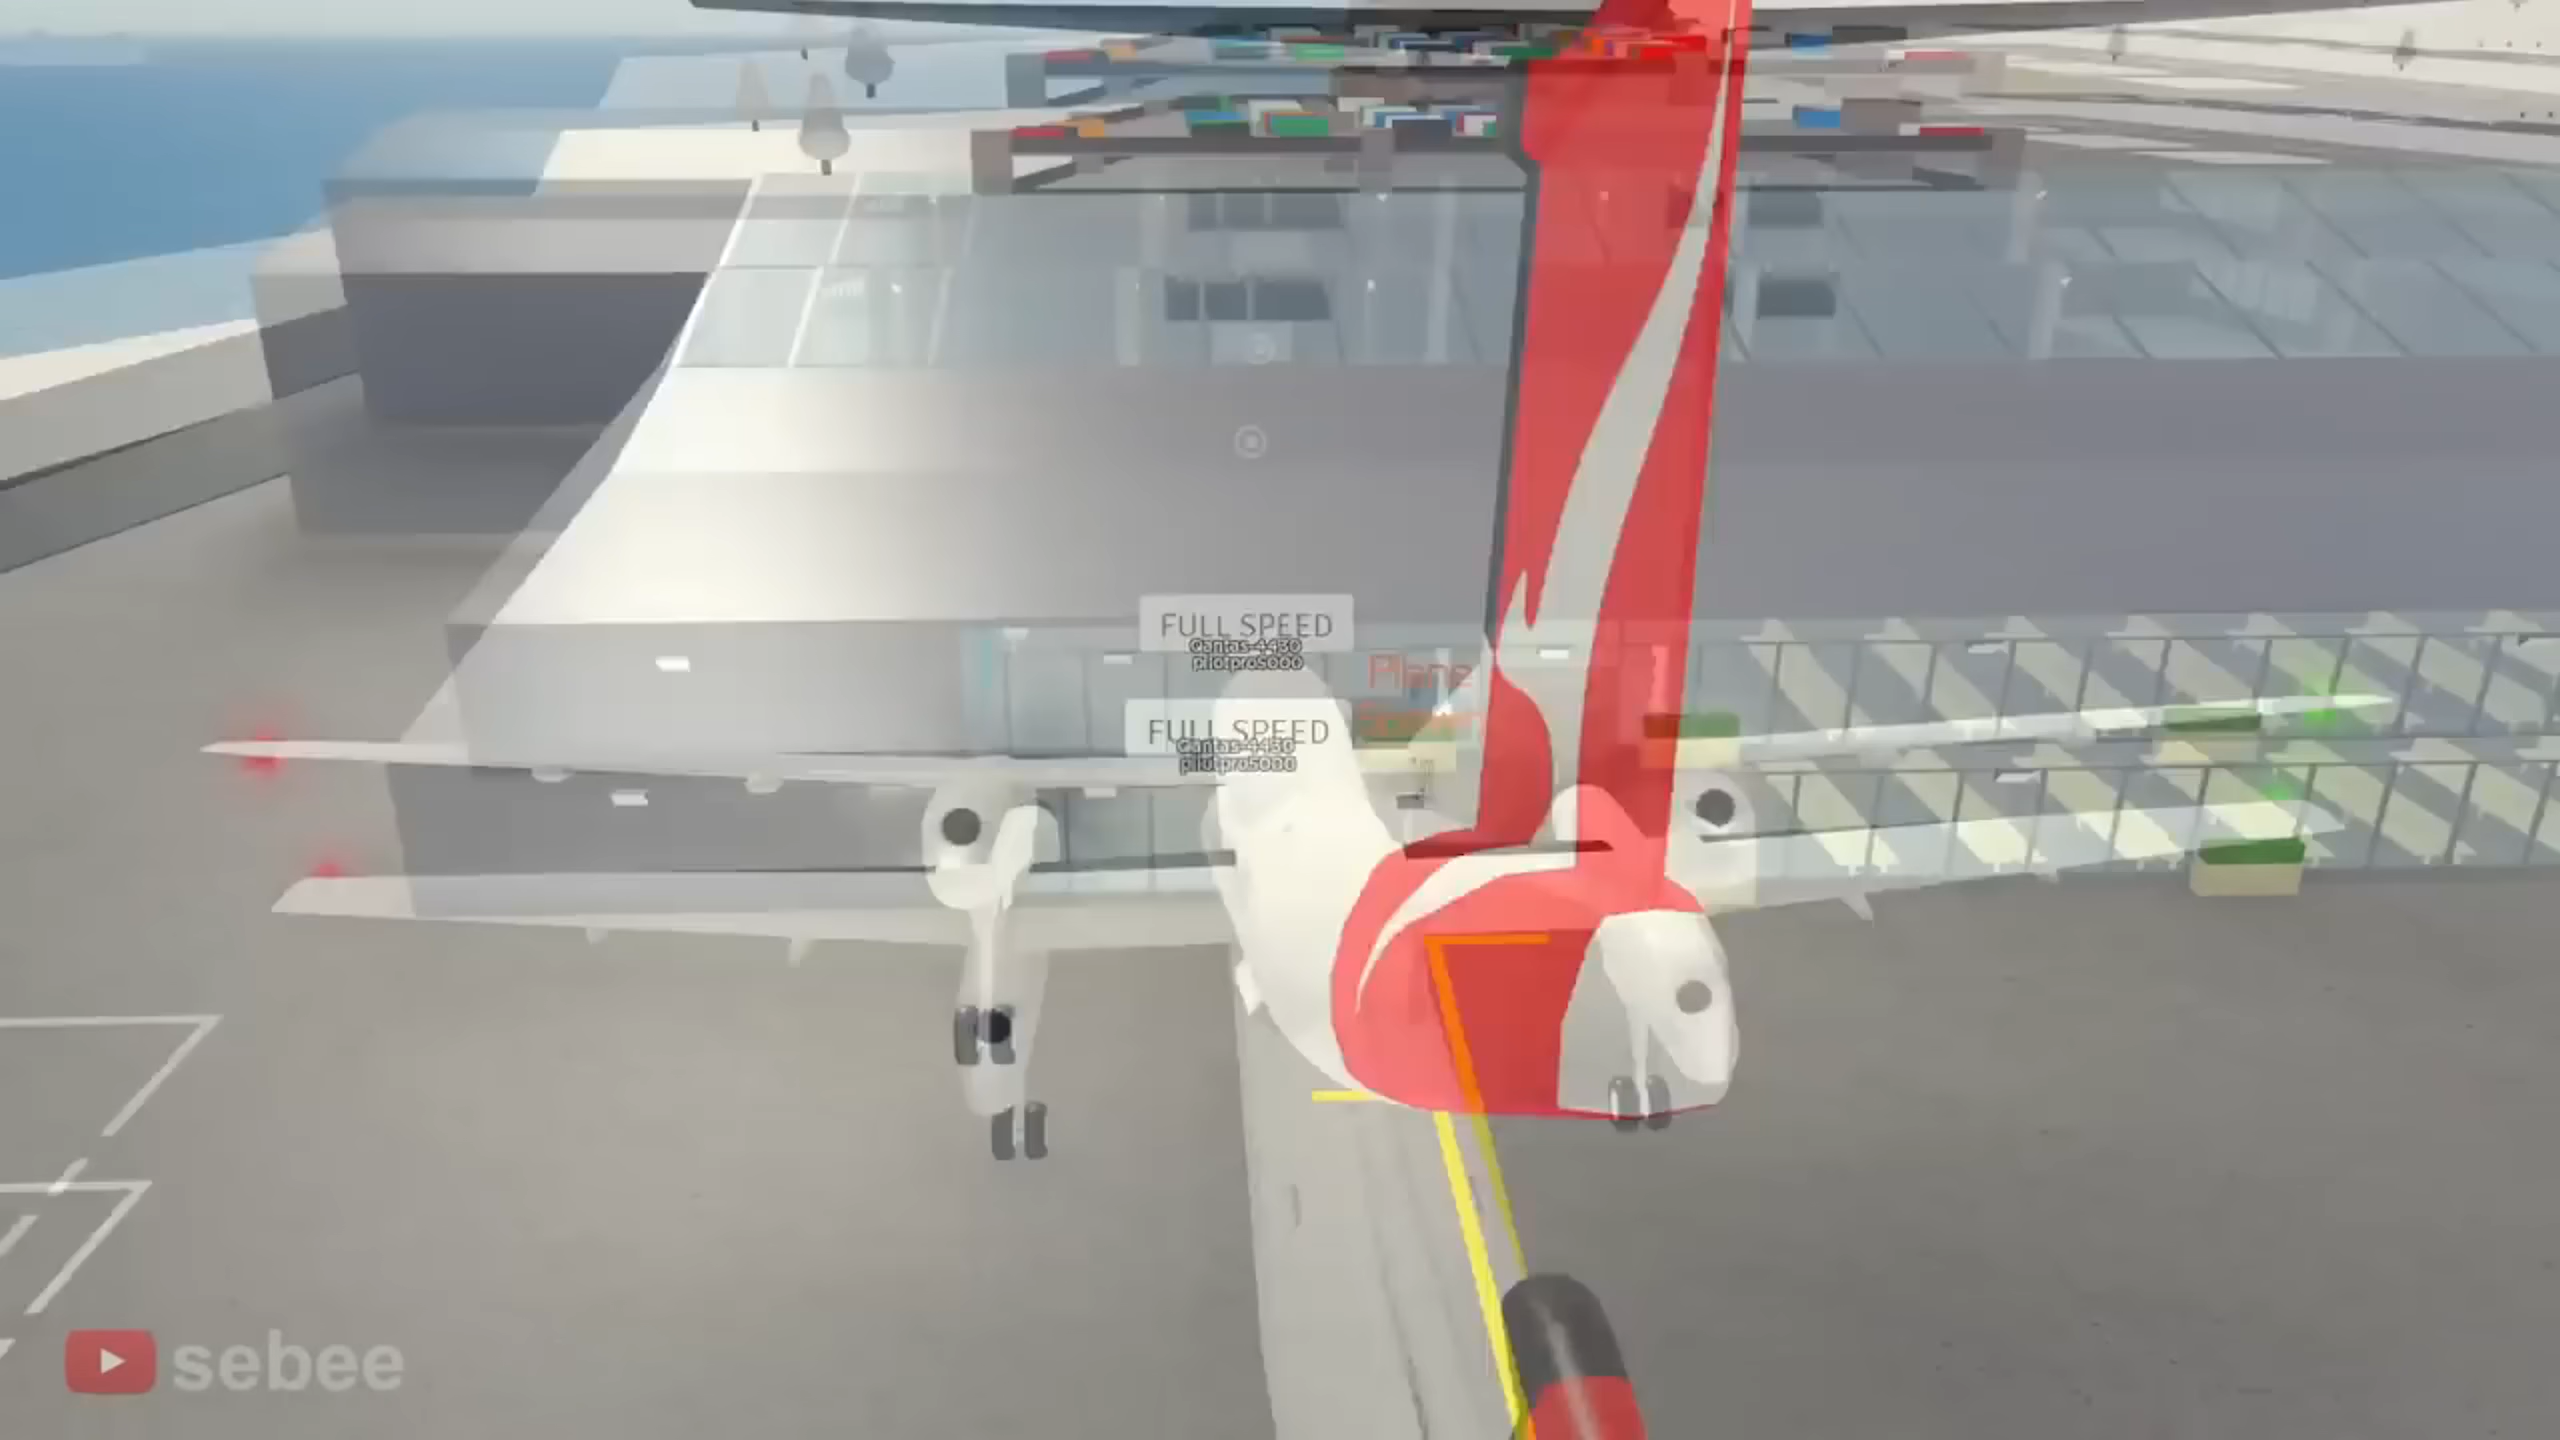 FULL SPEED
Qantas-4430
pilotpro5000
Plane
FULL SPEED
Qantas-4430
pilotpro5000
sebee